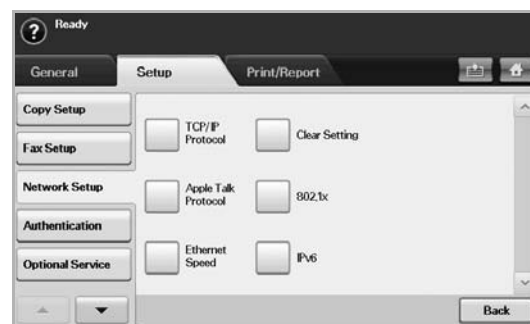 ? Ready
General Setup Print/Report
Copy Setup
Fax Setup
Network Setup
Authentication
Optional Service
TCP/IP
Protocol
Clear Setting
Apple Talk
Protocol
802.1x
Ethernet
Speed
IPv6
Back